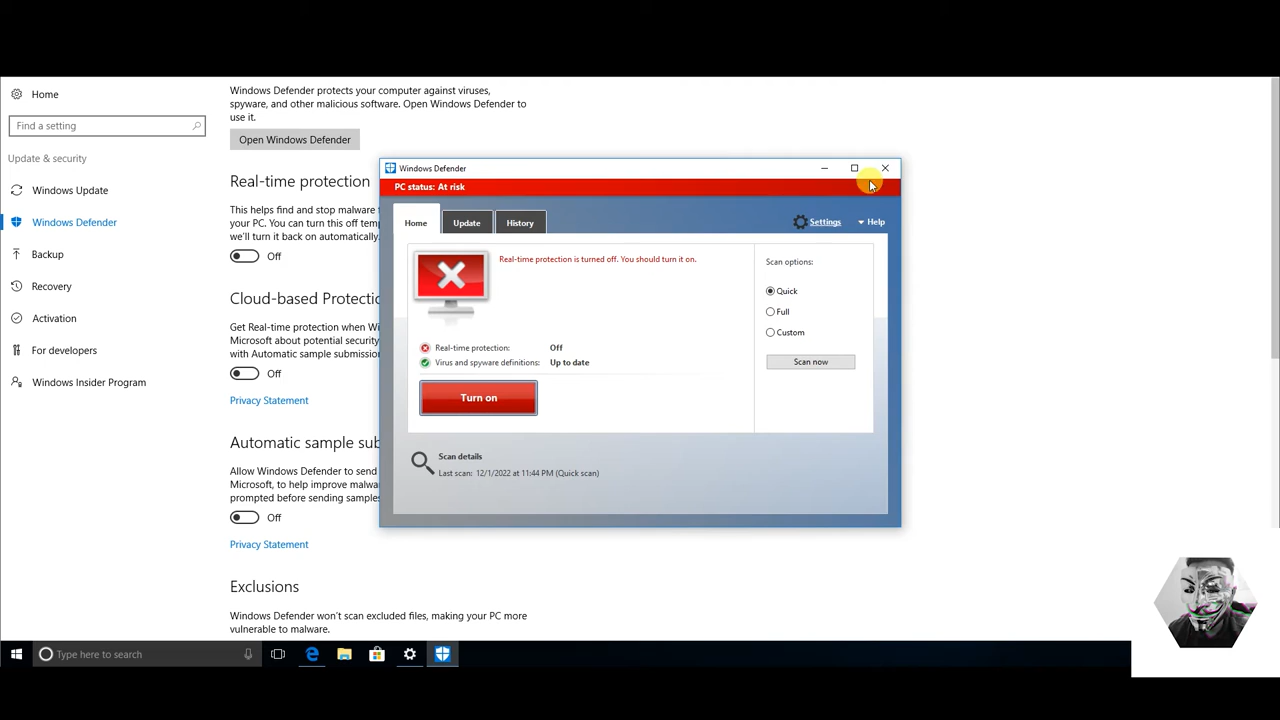 Home
Find a setting
Update & security
Windows Update
Windows Defender
Backup
Recovery
Activation
For developers
Windows Insider Program
Windows Defender protects your computer against viruses,
spyware, and other malicious software. Open Windows Defender to
use it.
Open Windows Defender
Real-time protection
This helps find and stop malware
your PC. You can turn this off
we'll turn it back on automatically.
Off
Cloud-based
Get Real-time protection when
Microsoft about potential security
with Automatic sample
Off
Privacy Statement
Automatic sample
Allow Windows Defender to send
Microsoft, to help improve
prompted before sending samples
Off
Privacy Statement
Exclusions
Windows Defender won't scan excluded files, making your PC more
vulnerable to malware.
Windows Defender
PC status: At risk
Home
Update
History
Settings
Help
Real-time protection is turned off. You should turn it on.
Real-time protection: Off
Virus and spyware definitions: Up to date
Turn on
Scan options:
Quick
Full
Custom
Scan now
Scan details
Last scan: 12/1/2022 at 11:44 PM (Quick scan)
Type here to search